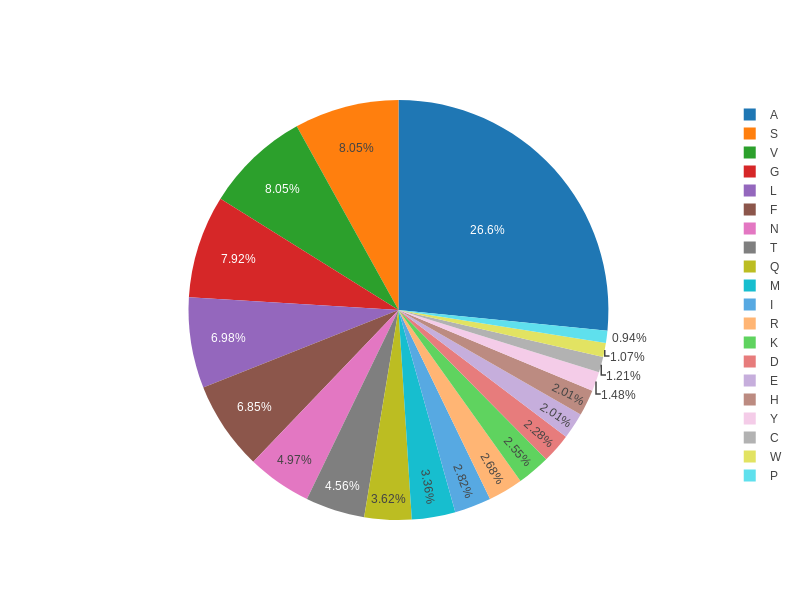 26.6%
8.05%
8.05%
7.92%
6.98%
6.85%
4.97%
4.56%
3.62%
3.36%
2.82%
2.68%
2.55%
2.28%
2.01%
2.01%
1.48%
1.21%
1.07%
0.94%
A
S
V
G
L
F
N
T
Q
M
I
R
K
D
E
H
Y
C
W
P